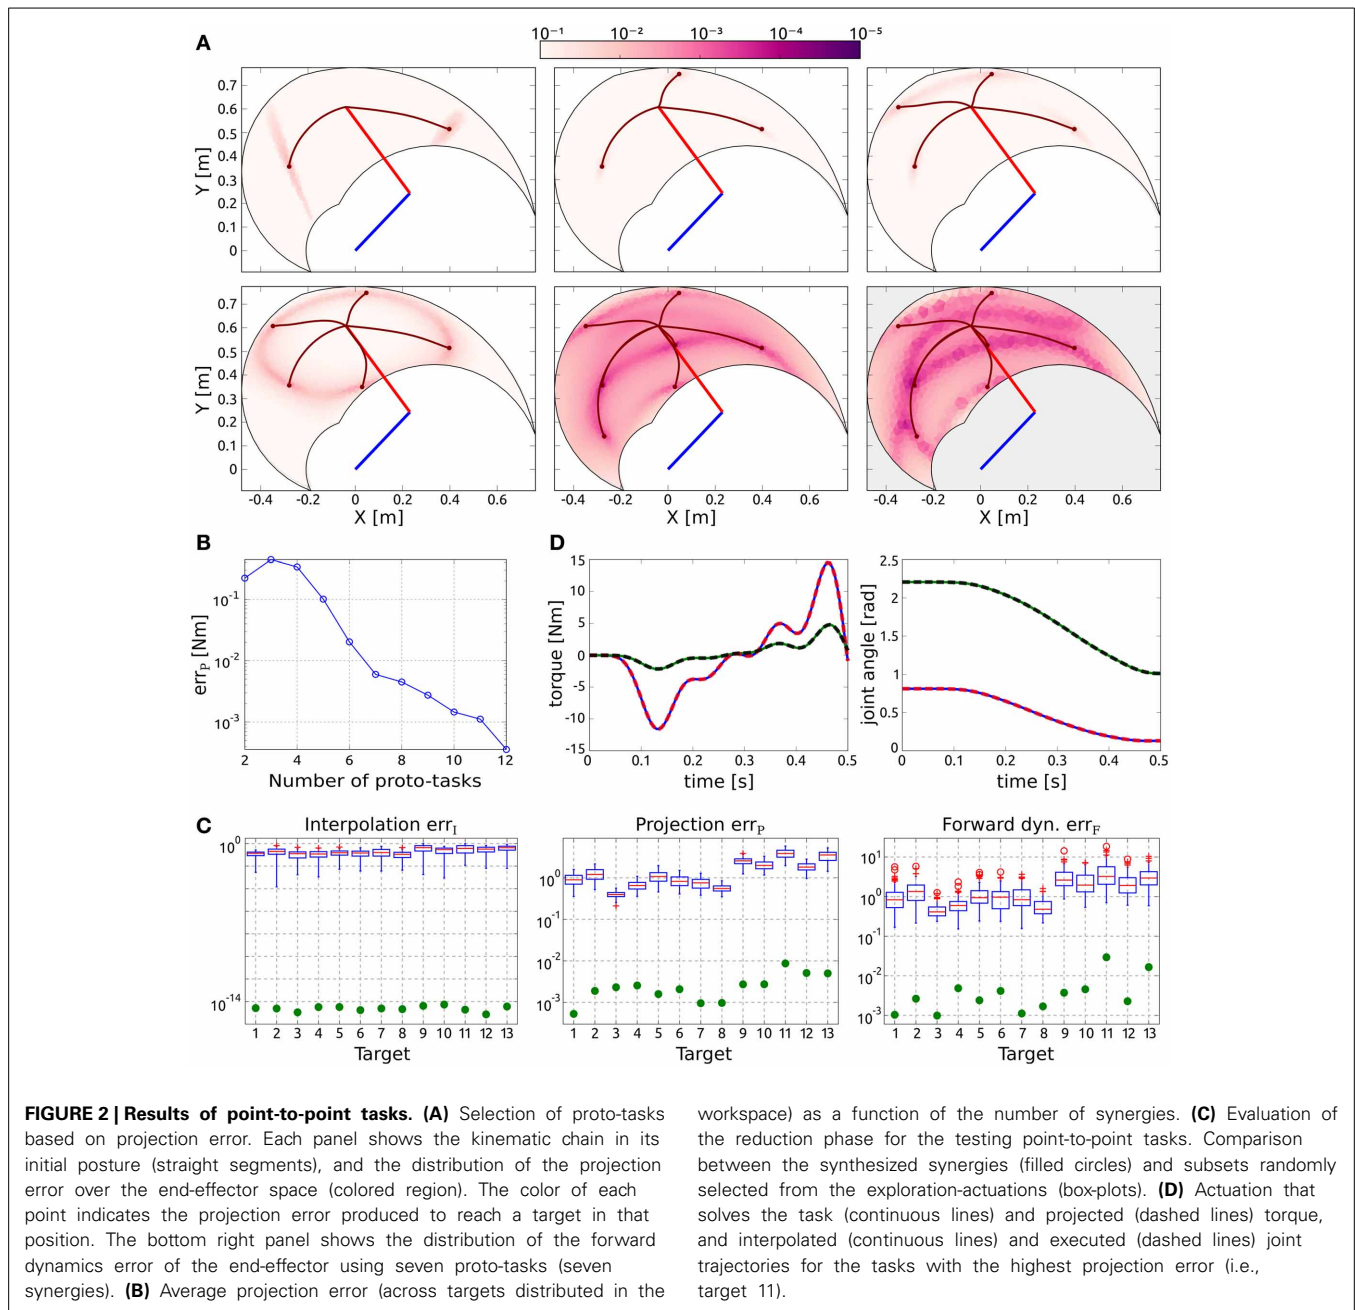 A
10⁻¹ 10⁻² 10⁻³ 10⁻⁴ 10⁻⁵
0.7
0.6
0.5
0.4
0.3
0.2
0.1
0
Y [m]
0.7
0.6
0.5
0.4
0.3
0.2
0.1
0
Y [m]
-0.4 -0.2 0 0.2 0.4 0.6
X [m]
-0.4 -0.2 0 0.2 0.4 0.6
X [m]
-0.4 -0.2 0 0.2 0.4 0.6
X [m]
B
10⁻¹
10⁻²
10⁻³
errP [Nm]
2 4 6 8 10 12
Number of proto-tasks
D
15
10
5
0
-5
-10
-15
torque [Nm]
0 0.1 0.2 0.3 0.4 0.5
time [s]
2.5
2
1.5
1
0.5
0
joint angle [rad]
0 0.1 0.2 0.3 0.4 0.5
time [s]
C
Interpolation errI
10⁰
10⁻¹⁴
1 2 3 4 5 6 7 8 9 10 11 12 13
Target
Projection errP
10⁰
10⁻¹
10⁻²
10⁻³
1 2 3 4 5 6 7 8 9 10 11 12 13
Target
Forward dyn. errF
10¹
10⁰
10⁻¹
10⁻²
10⁻³
1 2 3 4 5 6 7 8 9 10 11 12 13
Target
FIGURE 2 | Results of point-to-point tasks. (A) Selection of proto-tasks
based on projection error. Each panel shows the kinematic chain in its
initial posture (straight segments), and the distribution of the projection
error over the end-effector space (colored region). The color of each
point indicates the projection error produced to reach a target in that
position. The bottom right panel shows the distribution of the forward
dynamics error of the end-effector using seven proto-tasks (seven
synergies). (B) Average projection error (across targets distributed in the
workspace) as a function of the number of synergies. (C) Evaluation of
the reduction phase for the testing point-to-point tasks. Comparison
between the synthesized synergies (filled circles) and subsets randomly
selected from the exploration-actuations (box-plots). (D) Actuation that
solves the task (continuous lines) and projected (dashed lines) torque,
and interpolated (continuous lines) and executed (dashed lines) joint
trajectories for the tasks with the highest projection error (i.e.,
target 11).